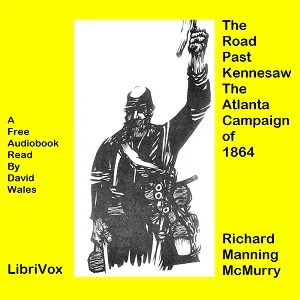 The
Road
Past
Kennesaw
The
Atlanta
Campaign
of
1864
A
Free
Audiobook
Read
By
David
Wales
LibriVox
Richard
Manning
McMurry